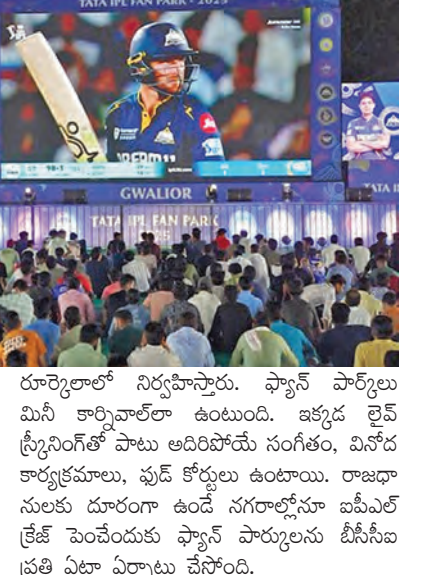 TATA IPL FAN PARK - 2025
GWALIOR
TATA IPL FAN PARK
రూర్కెలాలో నిర్వహిస్తారు. ఫ్యాన్ పార్క్‌లు
మినీ కార్నివాల్‌లా ఉంటుంది. ఇక్కడ లైవ్
స్క్రీనింగ్‌తో పాటు అదిరిపోయే సంగీతం, వినోద
కార్యక్రమాలు, ఫుడ్ కోర్టులు ఉంటాయి. రాజధా
నులకు దూరంగా ఉండే నగరాల్లోనూ ఐపీఎల్
క్రేజ్ పెంచేందుకు ఫ్యాన్ పార్కులను బీసీసీఐ
ప్రతి ఏటా ఏర్పాటు చేస్తోంది.